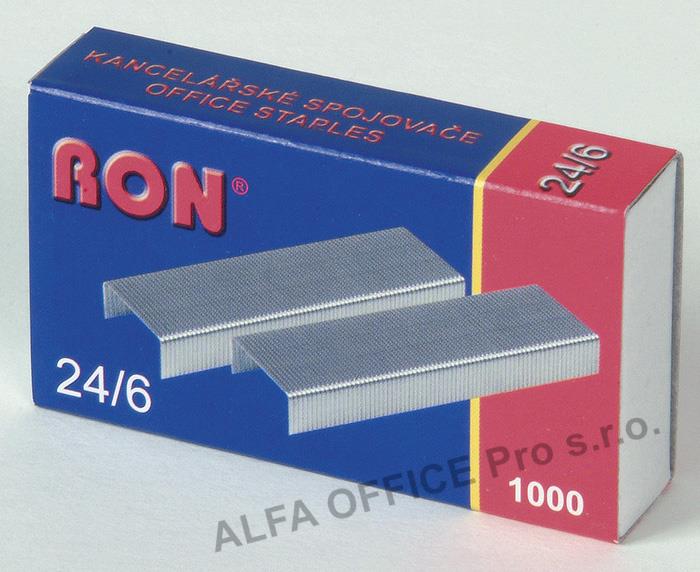 KANCELÁŘSKÉ SPOJOVAČE
OFFICE STAPLES
24/6
RON®
24/6
1000
ALFA OFFICE Pro s.r.o.